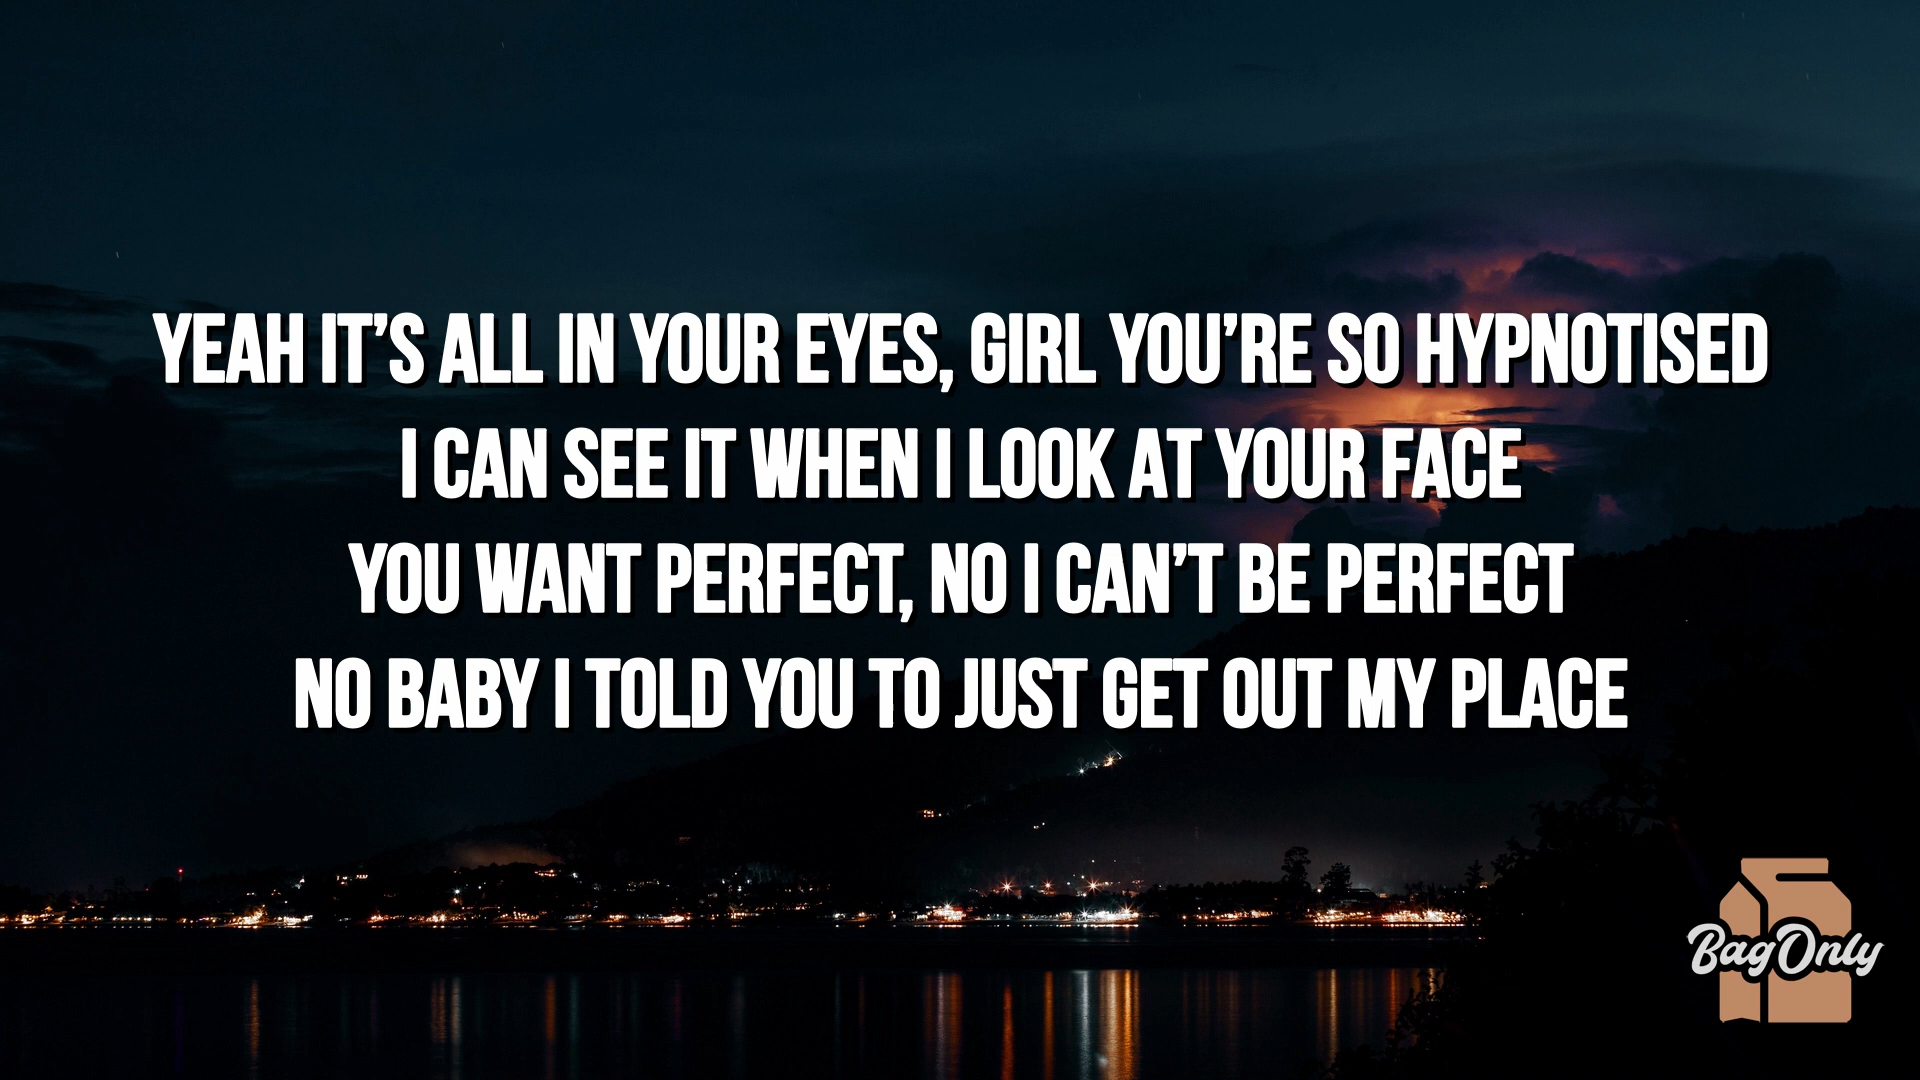 YEAH IT'S ALL IN YOUR EYES, GIRL YOU'RE SO HYPNOTISED
I CAN SEE IT WHEN I LOOK AT YOUR FACE
YOU WANT PERFECT, NO I CAN'T BE PERFECT
NO BABY I TOLD YOU TO JUST GET OUT MY PLACE
BagOnly